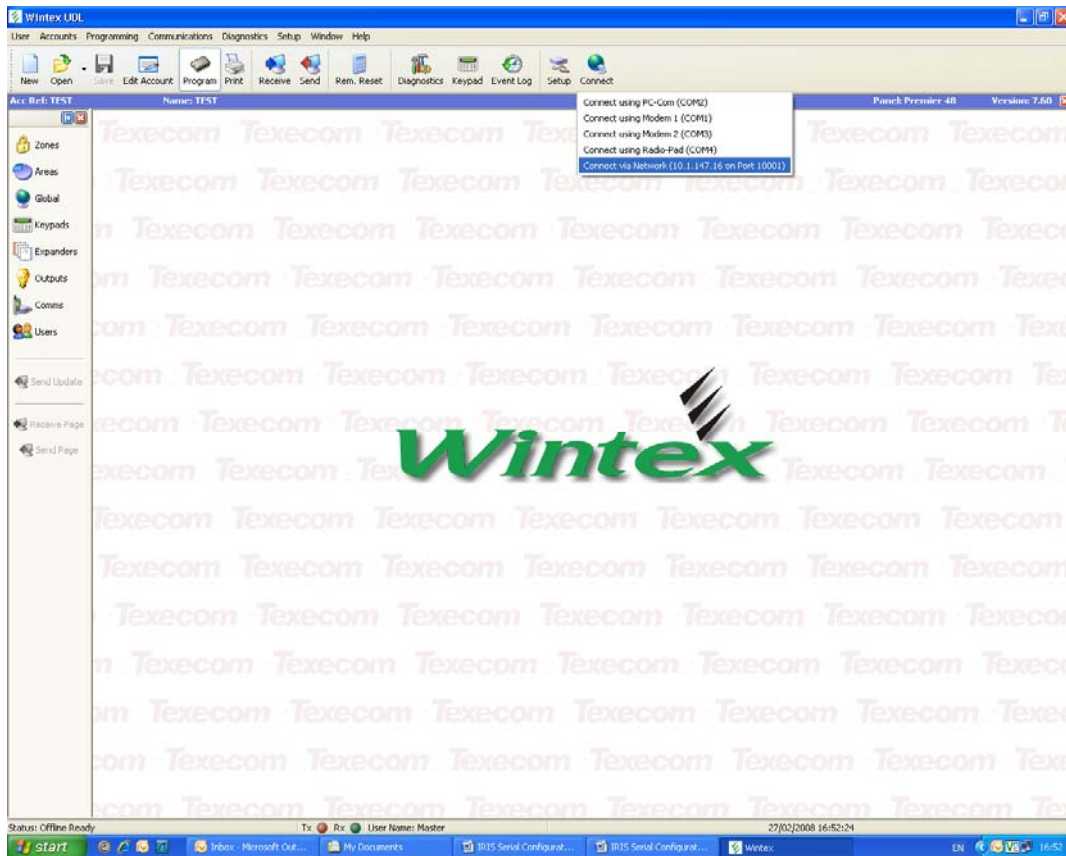 Wintex UDL
User Accounts Programming Communications Diagnostics Setup Window Help
New Open Save Edit Account Program Print Receive Send Rem. Reset Diagnostics Keypad Event Log Setup Connect
Acc Ref: TEST Name: TEST Panel: Premier 48 Version: 7.60
Connect using PC-Com (COM2)
Connect using Modem 1 (COM1)
Connect using Modem 2 (COM3)
Connect using Radio-Pad (COM4)
Connect via Network (10.1.147.16 on Port 10001)
Zones
Areas
Global
Keypads
Expanders
Outputs
Comms
Users
Send Update
Receive Page
Send Page
Texecom
Wintex
Status: Offline Ready Tx Rx User Name: Master 27/02/2008 16:52:24
start Inbox - Microsoft Out... My Documents IRIS Serial Configurat... IRIS Serial Configurat... Wintex EN 16:52